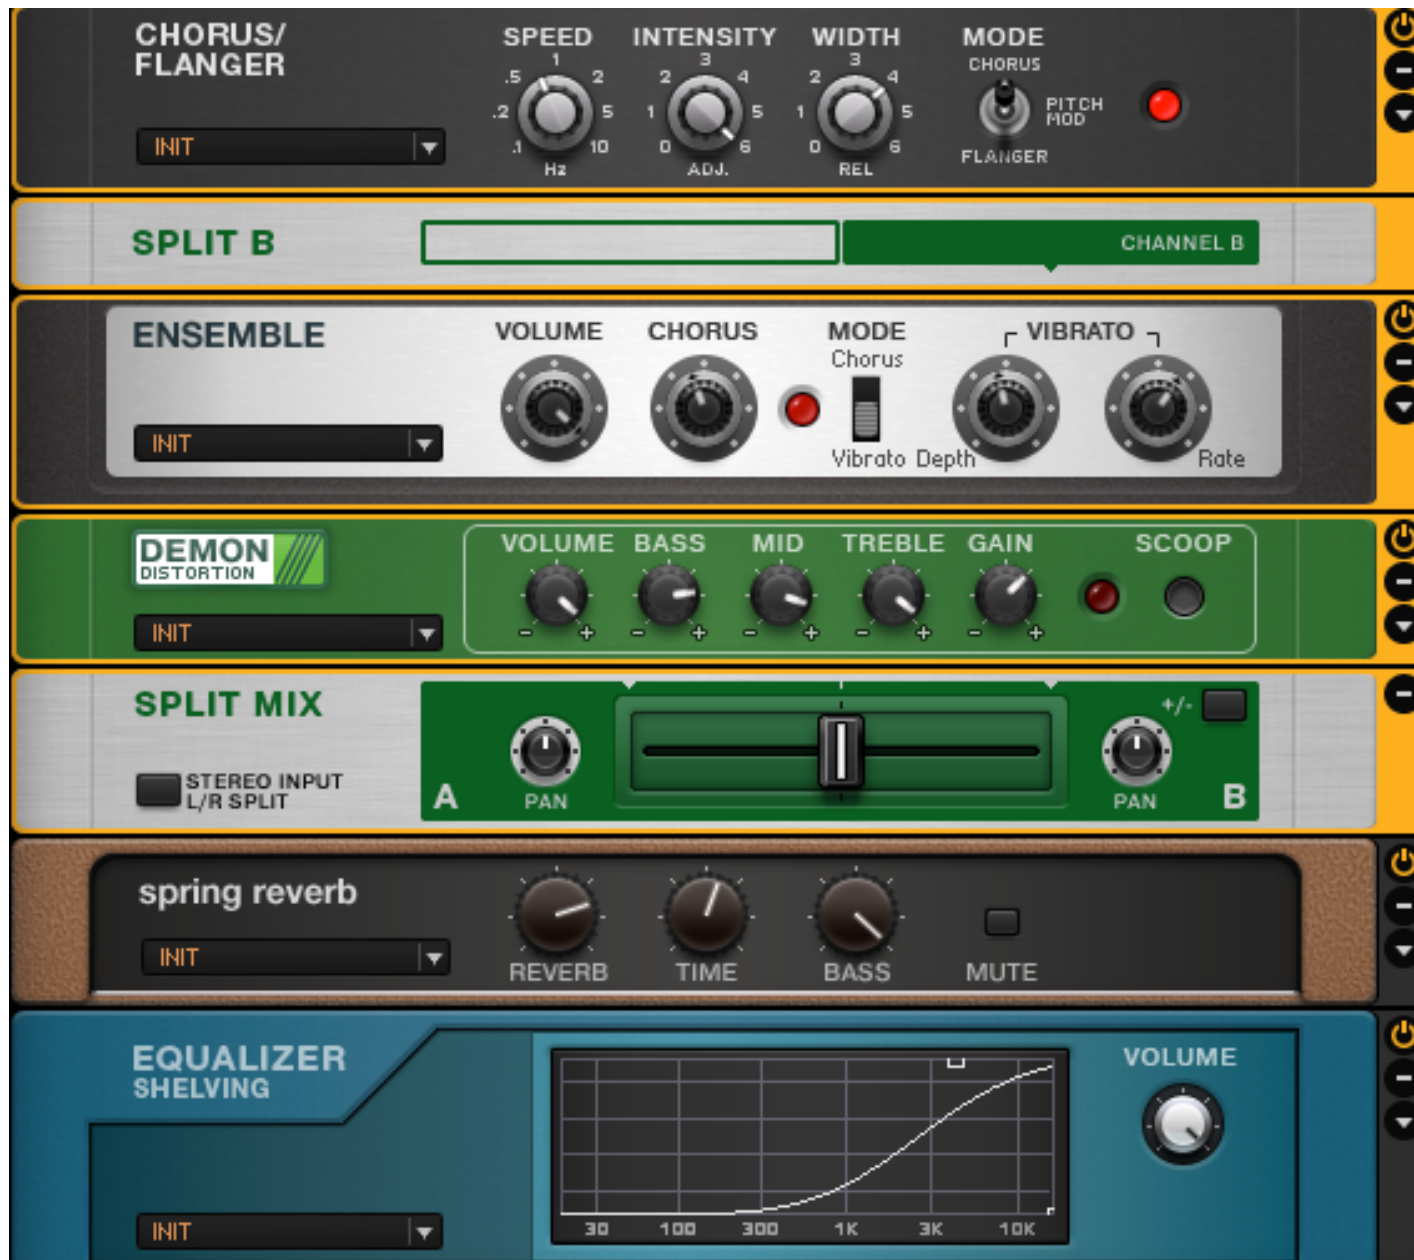 CHORUS/
FLANGER
SPEED INTENSITY WIDTH MODE
CHORUS
.1 .2 .5 1 2 5 10
0 1 2 3 4 5 6
0 1 2 3 4 5 6
PITCH
MOD
FLANGER
Hz ADJ. REL
INIT
SPLIT B
CHANNEL B
ENSEMBLE
VOLUME CHORUS MODE VIBRATO
Chorus
INIT
Vibrato Depth Rate
DEMON
DISTORTION
VOLUME BASS MID TREBLE GAIN SCOOP
- + - + - + - + - +
INIT
SPLIT MIX
+/-
STEREO INPUT
L/R SPLIT
A PAN PAN B
spring reverb
INIT
REVERB TIME BASS MUTE
EQUALIZER
SHELVING
VOLUME
INIT
30 100 300 1K 3K 10K